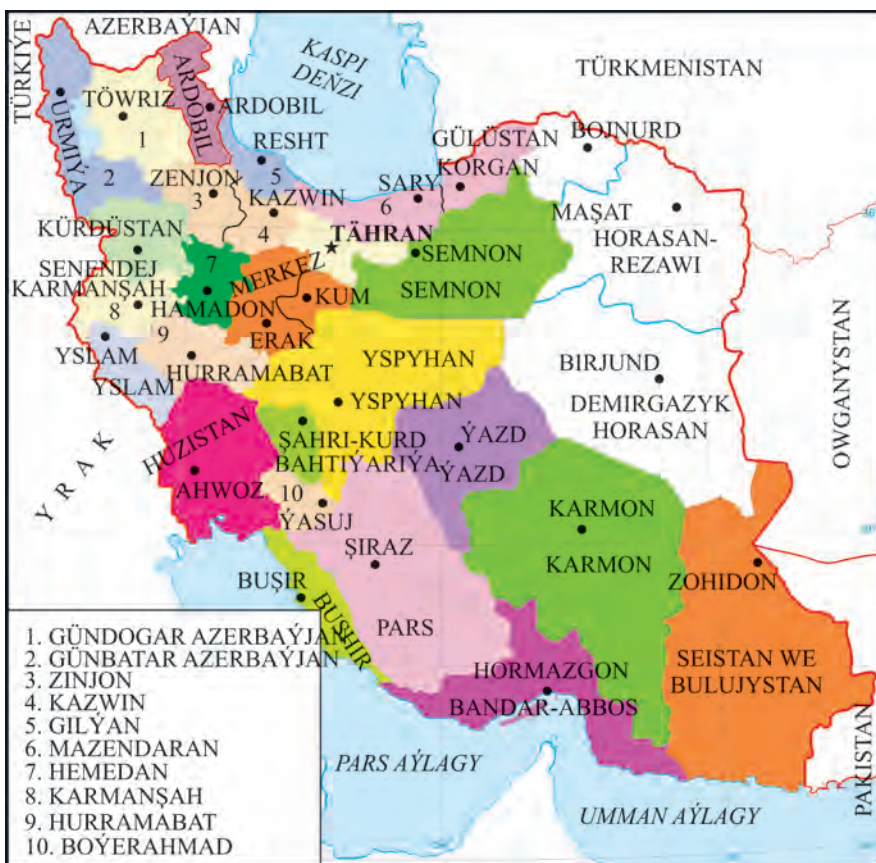 AZERBAÝJAN
TÜRKIÝE
KASPI
DEŇZI
TÜRKMENISTAN
ARDOBIL
TÖWRIZ
ARDOBIL
URMIÝA
1
RESHT
GÜLÜSTAN
BOJNURD
2
5
ZENJON
3
KORGAN
KAZWIN
SARY
6
MAŞAT
KÜRDÜSTAN
4
TÄHRAN
HORASAN-
REZAWI
SENENDEJ
7
MERKEZ
SEMNON
KARMANŞAH
HAMADON
KUM
SEMNON
8
9
ERAK
YSLAM
YSPYHAN
BIRJUND
YSLAM
HURRAMABAT
YSPYHAN
DEMIRGAZYK
HORASAN
OWGANYSTAN
HUZISTAN
ŞAHRI-KURD
ÝAZD
BAHTIÝARIÝA
ÝAZD
YRAK
AHWOZ
10
KARMON
ÝASUJ
ŞIRAZ
KARMON
ZOHIDON
BUŞIR
BUSHIR
PARS
SEISTAN WE
BULUJYSTAN
HORMAZGON
BANDAR-ABBOS
PAKISTAN
PARS AÝLAGY
UMMAN AÝLAGY
1. GÜNDOGAR AZERBAÝJAN
2. GÜNBATAR AZERBAÝJAN
3. ZINJON
4. KAZWIN
5. GILÝAN
6. MAZENDARAN
7. HEMEDAN
8. KARMANŞAH
9. HURRAMABAT
10. BOÝERAHMAD